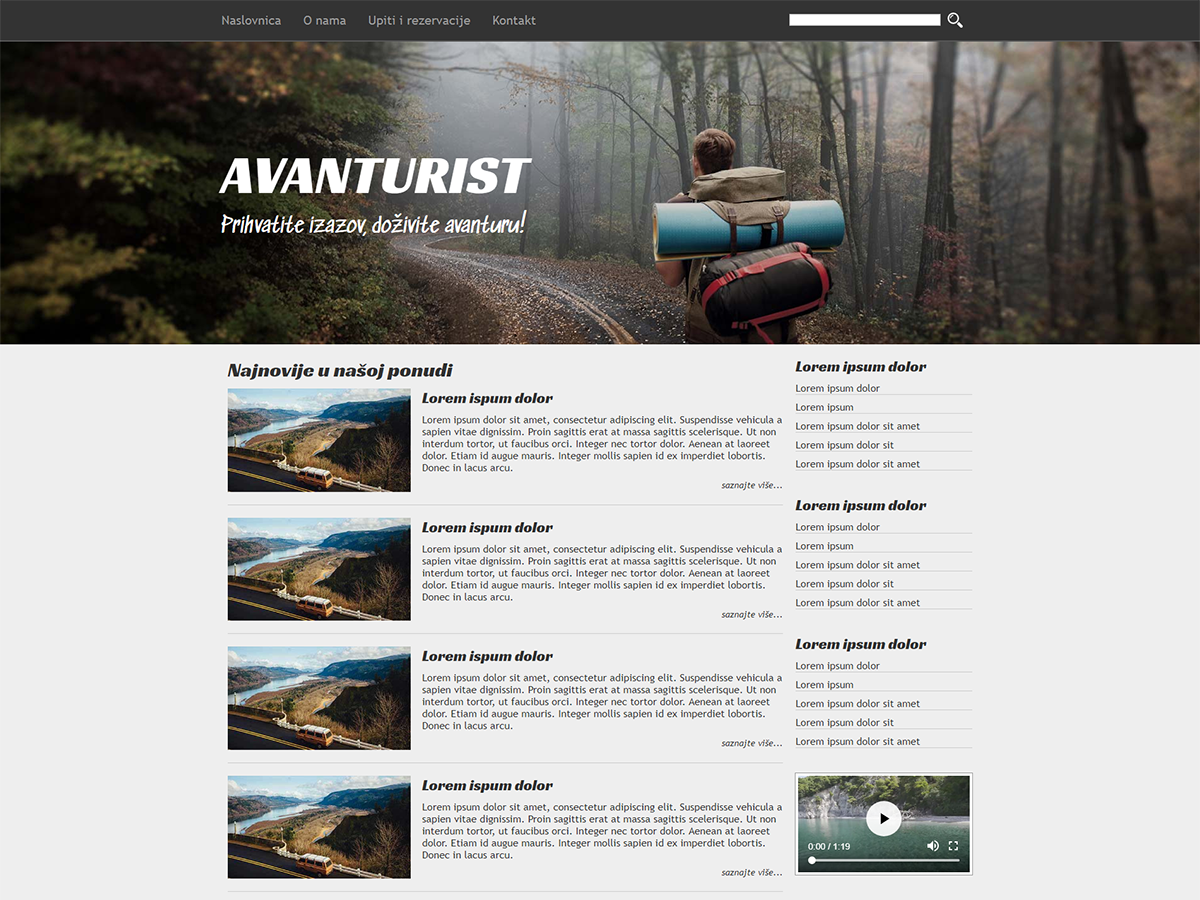 Naslovnica O nama Upiti i rezervacije Kontakt
AVANTURIST
Prihvatite izazov, doživite avanturu!
Najnovije u našoj ponudi
Lorem ispum dolor
Lorem ipsum dolor sit amet, consectetur adipiscing elit. Suspendisse vehicula a
sapien vitae dignissim. Proin sagittis erat at massa sagittis scelerisque. Ut non
interdum tortor, ut faucibus orci. Integer nec tortor dolor. Aenean at laoreet
dolor. Etiam id augue mauris. Integer mollis sapien id ex imperdiet lobortis.
Donec in lacus arcu.
saznajte više...
Lorem ispum dolor
Lorem ipsum dolor sit amet, consectetur adipiscing elit. Suspendisse vehicula a
sapien vitae dignissim. Proin sagittis erat at massa sagittis scelerisque. Ut non
interdum tortor, ut faucibus orci. Integer nec tortor dolor. Aenean at laoreet
dolor. Etiam id augue mauris. Integer mollis sapien id ex imperdiet lobortis.
Donec in lacus arcu.
saznajte više...
Lorem ispum dolor
Lorem ipsum dolor sit amet, consectetur adipiscing elit. Suspendisse vehicula a
sapien vitae dignissim. Proin sagittis erat at massa sagittis scelerisque. Ut non
interdum tortor, ut faucibus orci. Integer nec tortor dolor. Aenean at laoreet
dolor. Etiam id augue mauris. Integer mollis sapien id ex imperdiet lobortis.
Donec in lacus arcu.
saznajte više...
Lorem ispum dolor
Lorem ipsum dolor sit amet, consectetur adipiscing elit. Suspendisse vehicula a
sapien vitae dignissim. Proin sagittis erat at massa sagittis scelerisque. Ut non
interdum tortor, ut faucibus orci. Integer nec tortor dolor. Aenean at laoreet
dolor. Etiam id augue mauris. Integer mollis sapien id ex imperdiet lobortis.
Donec in lacus arcu.
saznajte više...
Lorem ipsum dolor
Lorem ipsum dolor
Lorem ipsum
Lorem ipsum dolor sit amet
Lorem ipsum dolor sit
Lorem ipsum dolor sit amet
Lorem ipsum dolor
Lorem ipsum dolor
Lorem ipsum
Lorem ipsum dolor sit amet
Lorem ipsum dolor sit
Lorem ipsum dolor sit amet
Lorem ipsum dolor
Lorem ipsum dolor
Lorem ipsum
Lorem ipsum dolor sit amet
Lorem ipsum dolor sit
Lorem ipsum dolor sit amet
0:00 / 1:19